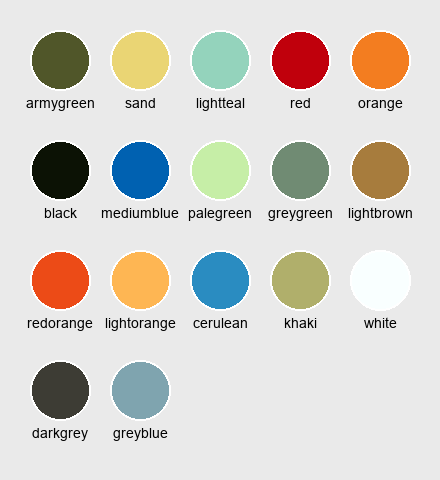 armygreen sand lightteal red orange
black mediumblue palegreen greygreen lightbrown
redorange lightorange cerulean khaki white
darkgrey greyblue